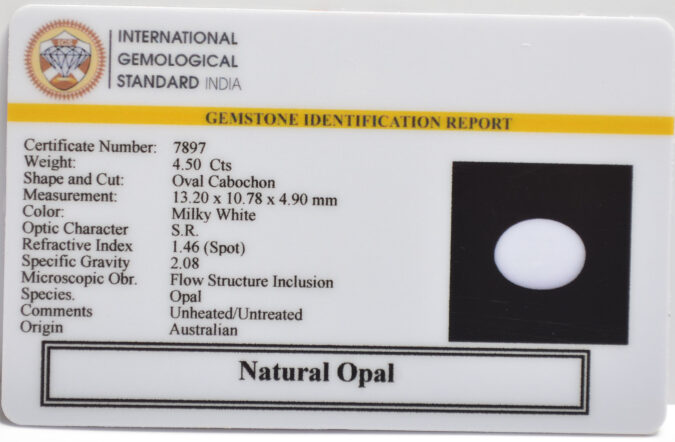 INTERNATIONAL
GEMOLOGICAL
STANDARD INDIA
GEMSTONE IDENTIFICATION REPORT
Certificate Number: 7897
Weight: 4.50 Cts
Shape and Cut: Oval Cabochon
Measurement: 13.20 x 10.78 x 4.90 mm
Color: Milky White
Optic Character S.R.
Refractive Index 1.46 (Spot)
Specific Gravity 2.08
Microscopic Obr. Flow Structure Inclusion
Species. Opal
Comments Unheated/Untreated
Origin Australian
Natural Opal